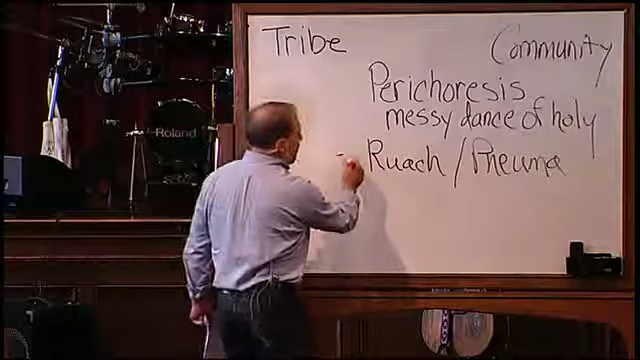 Tribe
Community
Perichoresis
messy dance of holy
Ruach / Pneuma
Roland